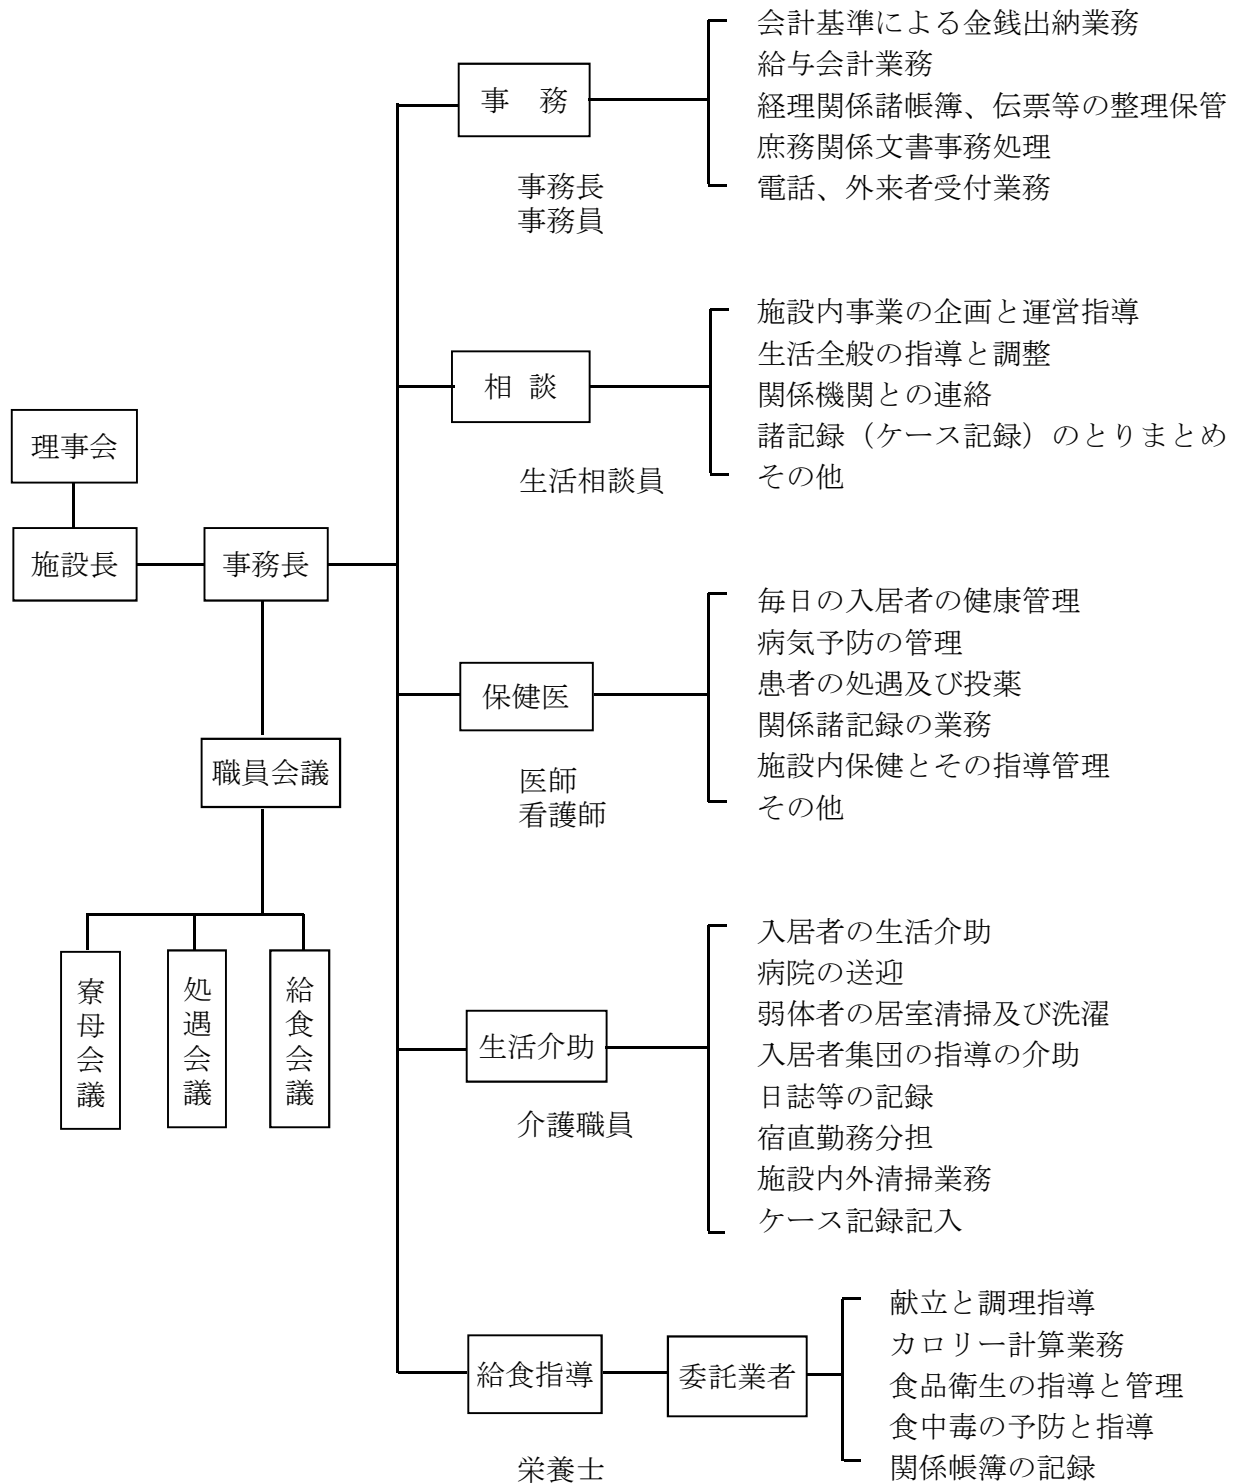 理事会
施設長
事務長
職員会議
寮母会議
処遇会議
給食会議
事　務
事務長
事務員
会計基準による金銭出納業務
給与会計業務
経理関係諸帳簿、伝票等の整理保管
庶務関係文書事務処理
電話、外来者受付業務
相 談
生活相談員
施設内事業の企画と運営指導
生活全般の指導と調整
関係機関との連絡
諸記録（ケース記録）のとりまとめ
その他
保健医
医師
看護師
毎日の入居者の健康管理
病気予防の管理
患者の処遇及び投薬
関係諸記録の業務
施設内保健とその指導管理
その他
生活介助
介護職員
入居者の生活介助
病院の送迎
弱体者の居室清掃及び洗濯
入居者集団の指導の介助
日誌等の記録
宿直勤務分担
施設内外清掃業務
ケース記録記入
給食指導
栄養士
委託業者
献立と調理指導
カロリー計算業務
食品衛生の指導と管理
食中毒の予防と指導
関係帳簿の記録